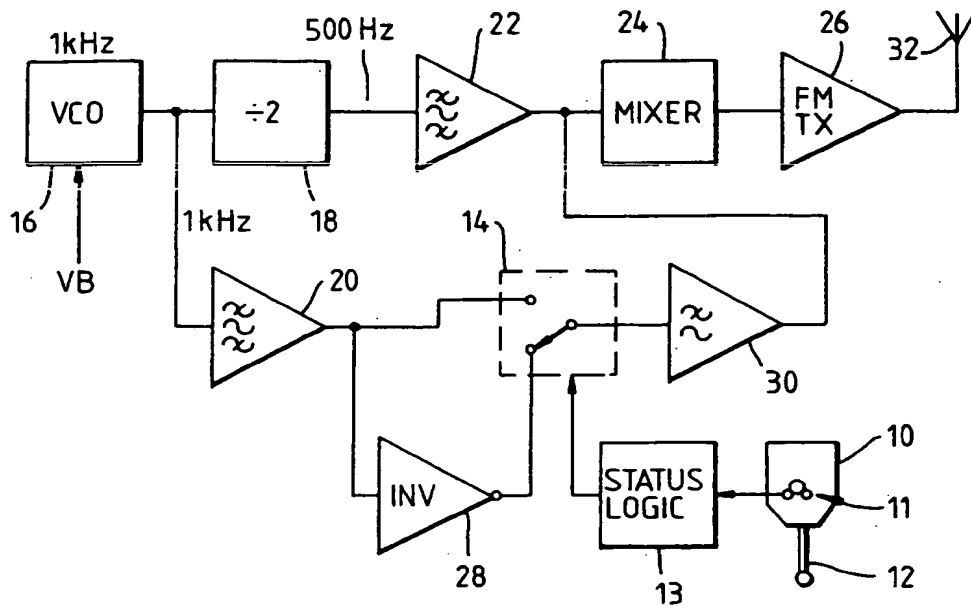 1kHz
500 Hz
22
24
26
32
VCO
÷2
MIXER
FM
TX
16
18
1kHz
14
VB
20
30
10
INV
STATUS
LOGIC
11
28
13
12